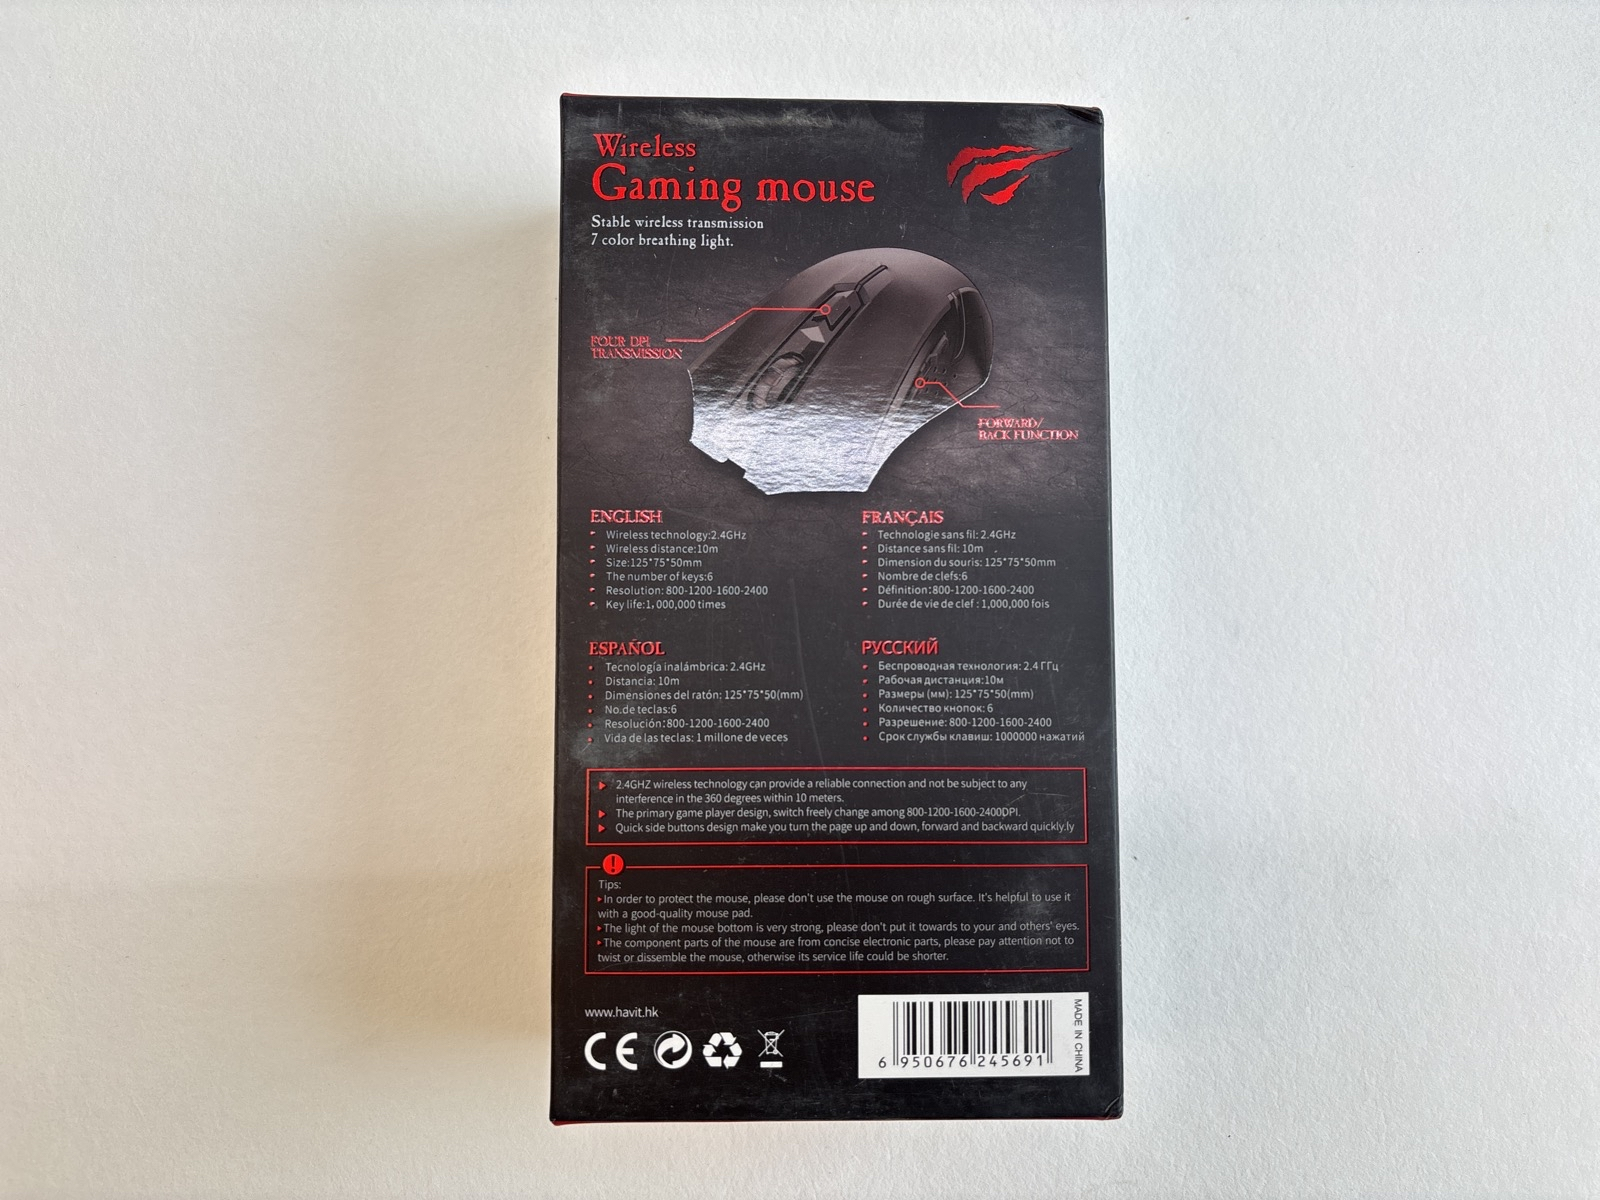 Wireless
Gaming mouse
Stable wireless transmission
7 color breathing light.
FOUR DPI
TRANSMISSION
FORWARD/
BACK FUNCTION
ENGLISH
Wireless technology:2.4GHz
Wireless distance:10m
Size:125*75*50mm
The number of keys:6
Resolution: 800-1200-1600-2400
Key life:1,000,000 times
FRANÇAIS
Technologie sans fil: 2.4GHz
Distance sans fil: 10m
Dimension du souris: 125*75*50mm
Nombre de clefs:6
Définition:800-1200-1600-2400
Durée de vie de clef : 1,000,000 fois
ESPAÑOL
Tecnología inalámbrica: 2.4GHz
Distancia: 10m
Dimensiones del ratón: 125*75*50(mm)
No.de teclas:6
Resolución:800-1200-1600-2400
Vida de las teclas: 1 millone de veces
РУССКИЙ
Беспроводная технология: 2.4 ГГц
Рабочая дистанция:10м
Размеры (мм): 125*75*50(mm)
Количество кнопок: 6
Разрешение: 800-1200-1600-2400
Срок службы клавиш: 1000000 нажатий
2.4GHZ wireless technology can provide a reliable connection and not be subject to any
interference in the 360 degrees within 10 meters.
The primary game player design, switch freely change among 800-1200-1600-2400DPI.
Quick side buttons design make you turn the page up and down, forward and backward quickly.ly
Tips:
In order to protect the mouse, please don't use the mouse on rough surface. It's helpful to use it
with a good-quality mouse pad.
The light of the mouse bottom is very strong, please don't put it towards to your and others' eyes.
The component parts of the mouse are from concise electronic parts, please pay attention not to
twist or dissemble the mouse, otherwise its service life could be shorter.
www.havit.hk
CE
6 950676 245691
MADE IN CHINA